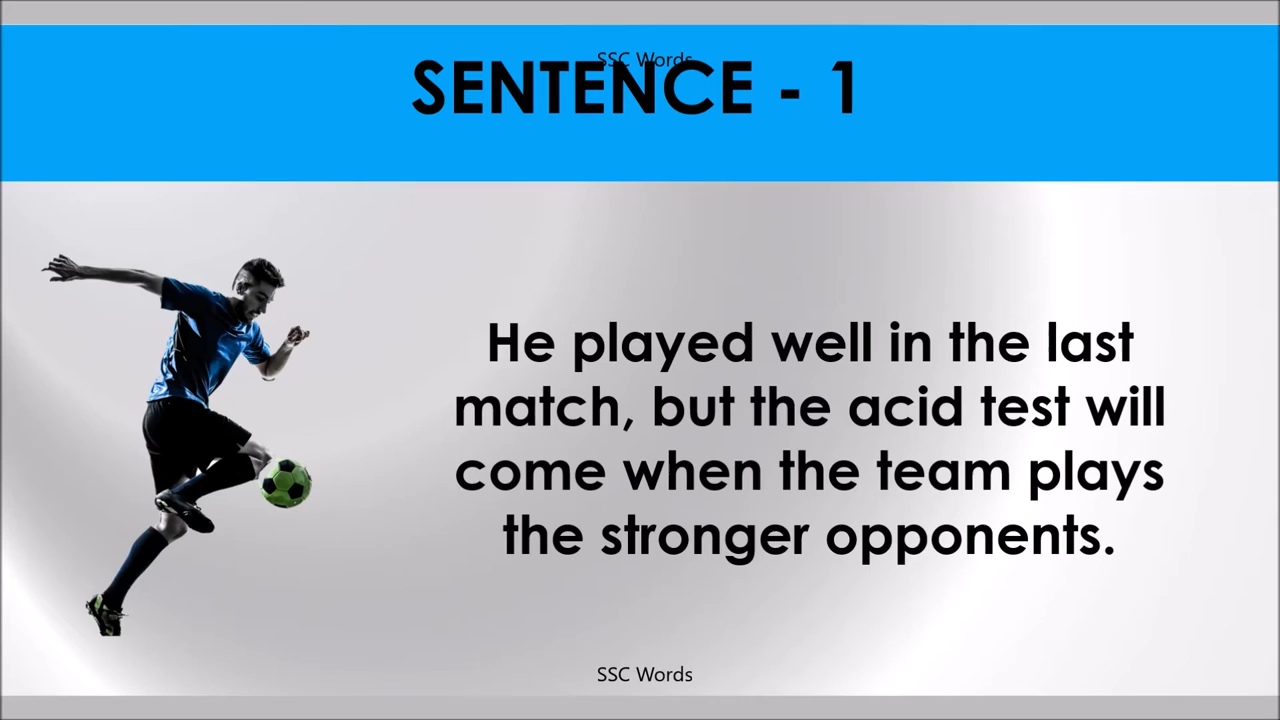 SSC Words
SENTENCE - 1
He played well in the last
match, but the acid test will
come when the team plays
the stronger opponents.
SSC Words